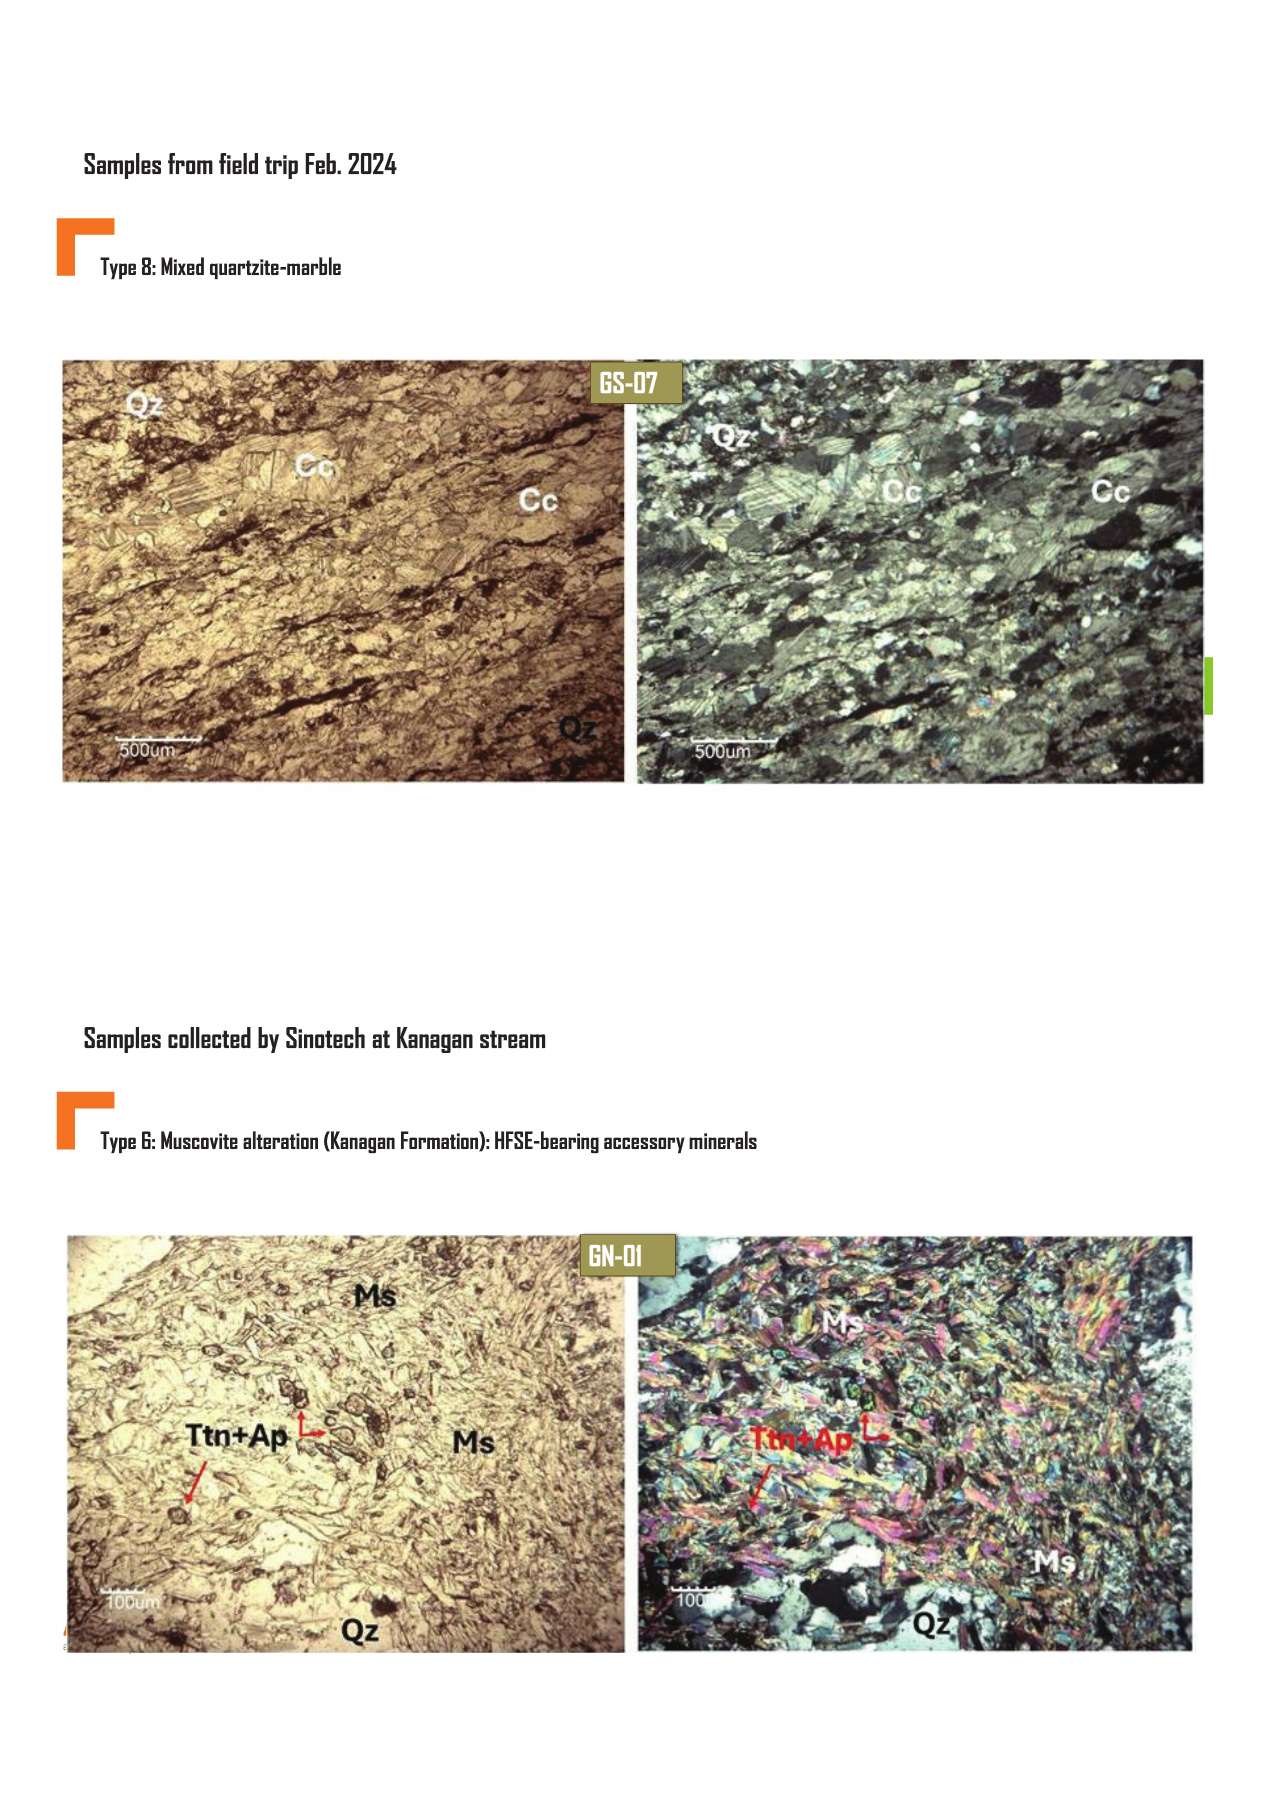 Samples from field trip Feb. 2024
Type 8: Mixed quartzite-marble
GS-07
Qz
Cc
Cc
Qz
500um
Qz
Cc
Cc
500um
Samples collected by Sinotech at Kanagan stream
Type 6: Muscovite alteration (Kanagan Formation): HFSE-bearing accessory minerals
GN-01
Ms
Ttn+Ap
Ms
100um
Qz
Ms
Ttn+Ap
Ms
100um
Qz